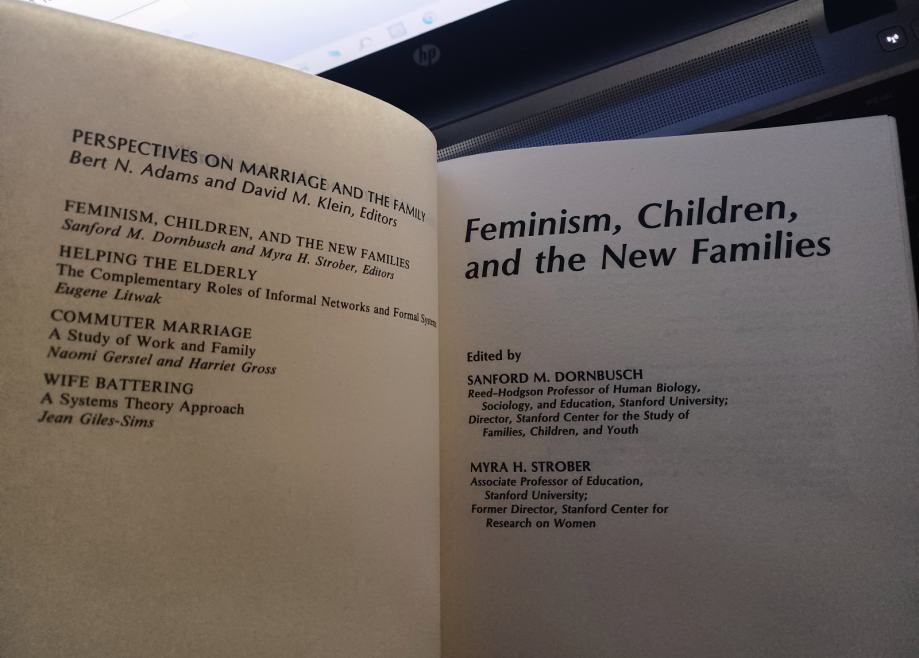 hp
PERSPECTIVES ON MARRIAGE AND THE FAMILY
Bert N. Adams and David M. Klein, Editors
FEMINISM, CHILDREN, AND THE NEW FAMILIES
Sanford M. Dornbusch and Myra H. Strober, Editors
HELPING THE ELDERLY
The Complementary Roles of Informal Networks and Formal Systems
Eugene Litwak
COMMUTER MARRIAGE
A Study of Work and Family
Naomi Gerstel and Harriet Gross
WIFE BATTERING
A Systems Theory Approach
Jean Giles-Sims
Feminism, Children,
and the New Families
Edited by
SANFORD M. DORNBUSCH
Reed–Hodgson Professor of Human Biology,
Sociology, and Education, Stanford University;
Director, Stanford Center for the Study of
Families, Children, and Youth
MYRA H. STROBER
Associate Professor of Education,
Stanford University;
Former Director, Stanford Center for
Research on Women